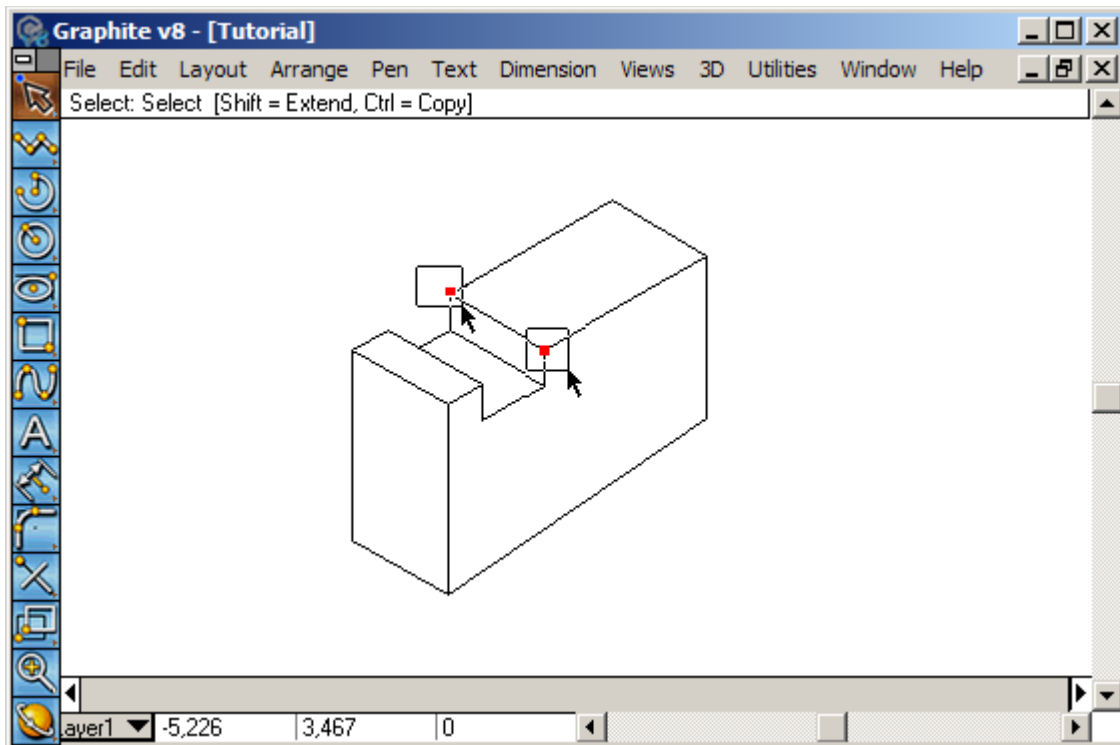 Graphite v8 - [Tutorial]
File Edit Layout Arrange Pen Text Dimension Views 3D Utilities Window Help
Select: Select [Shift = Extend, Ctrl = Copy]
A
ayer1 -5,226 3,467 0